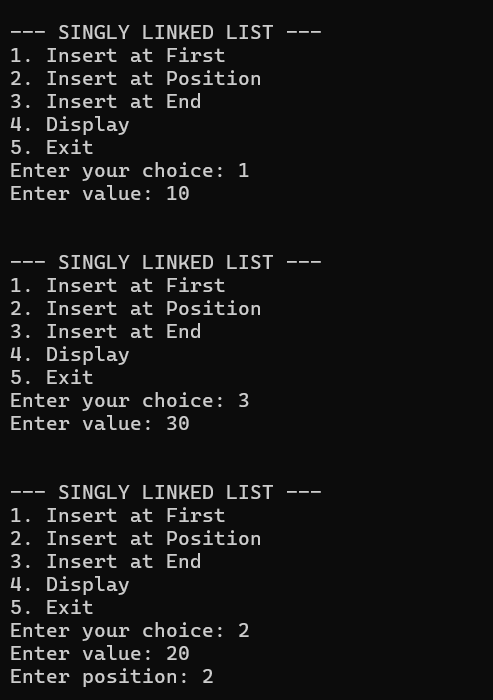 --- SINGLY LINKED LIST ---
1. Insert at First
2. Insert at Position
3. Insert at End
4. Display
5. Exit
Enter your choice: 1
Enter value: 10
--- SINGLY LINKED LIST ---
1. Insert at First
2. Insert at Position
3. Insert at End
4. Display
5. Exit
Enter your choice: 3
Enter value: 30
--- SINGLY LINKED LIST ---
1. Insert at First
2. Insert at Position
3. Insert at End
4. Display
5. Exit
Enter your choice: 2
Enter value: 20
Enter position: 2